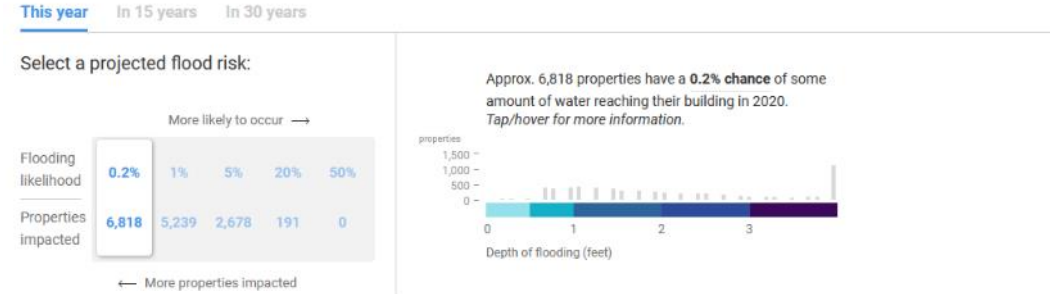 This year In 15 years In 30 years
Select a projected flood risk:
More likely to occur →
Flooding likelihood 0.2% 1% 5% 20% 50%
Properties impacted 6,818 5,239 2,678 191 0
← More properties impacted
Approx. 6,818 properties have a 0.2% chance of some
amount of water reaching their building in 2020.
Tap/hover for more information.
properties
1,500
1,000
500
0
0 1 2 3
Depth of flooding (feet)